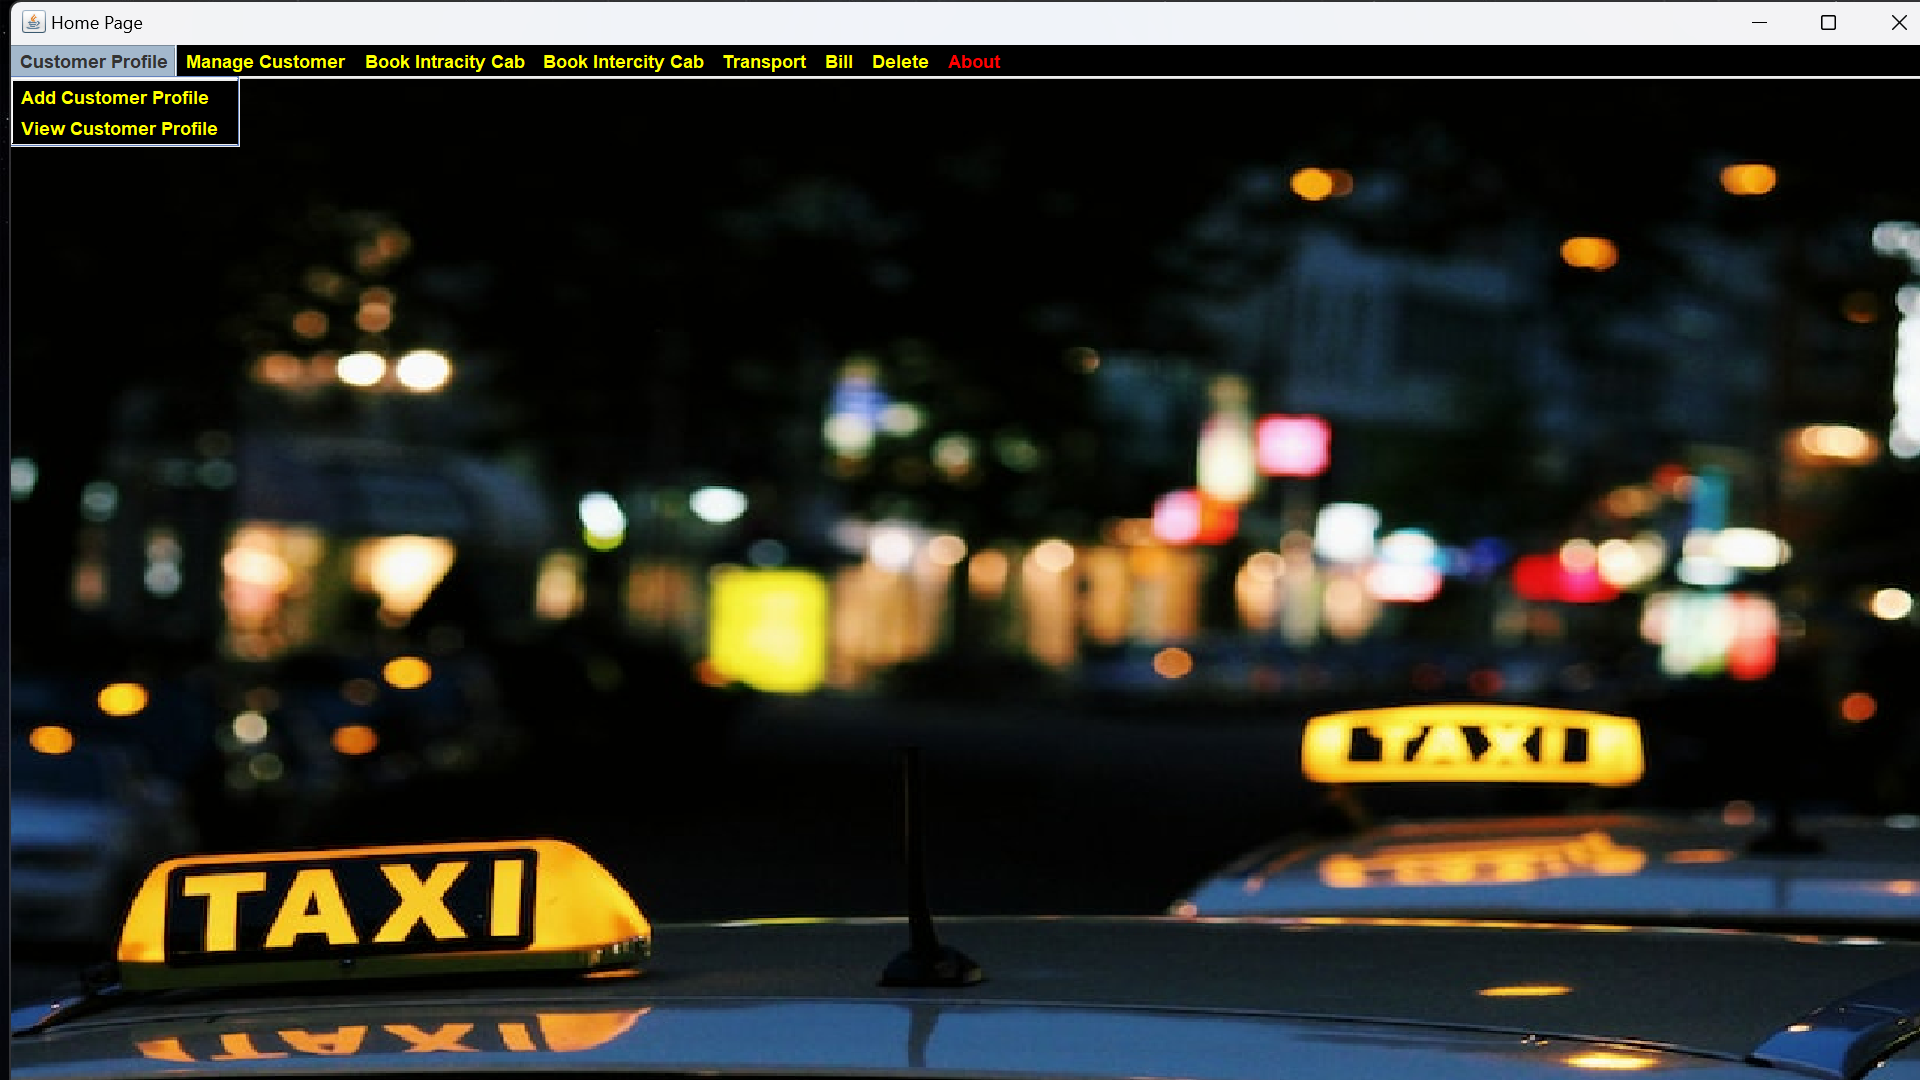 Home Page
Customer Profile Manage Customer Book Intracity Cab Book Intercity Cab Transport Bill Delete About
Add Customer Profile
View Customer Profile
TAXI
TAXI